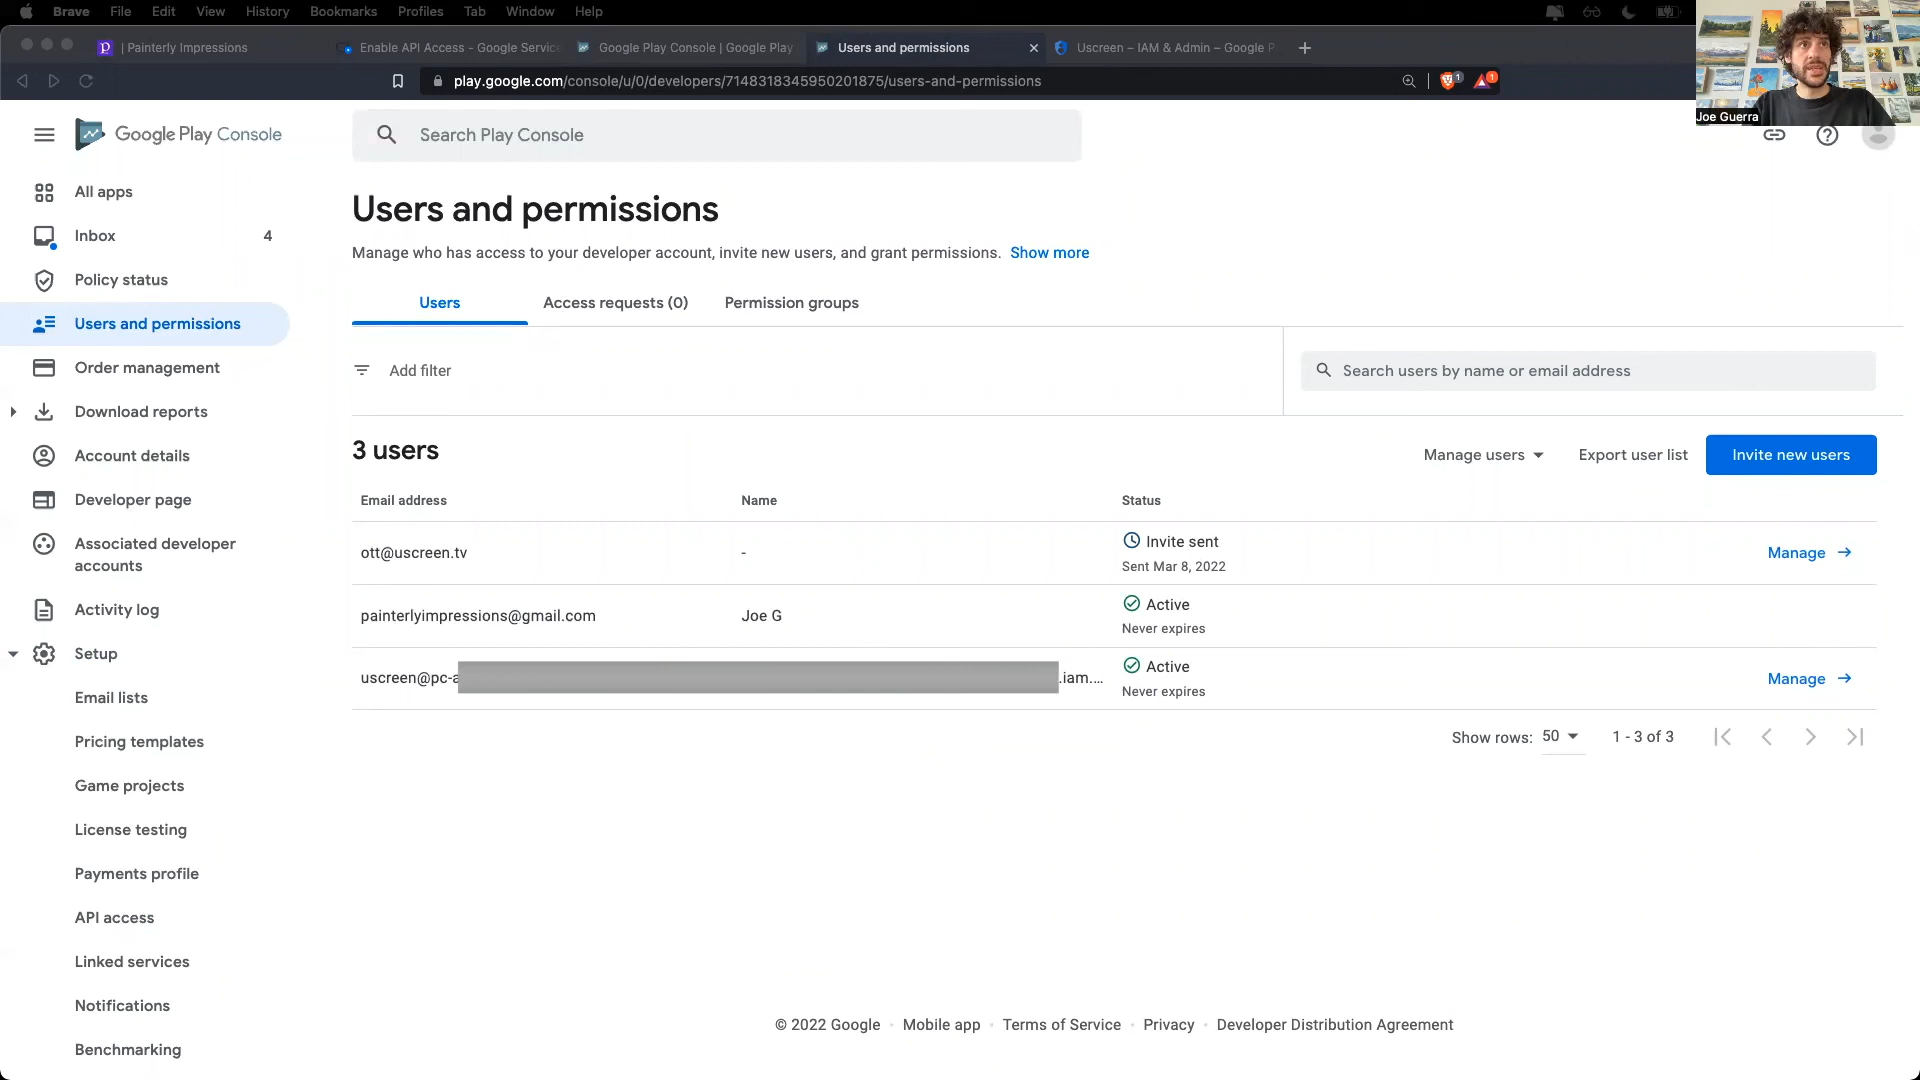 Brave File Edit View History Bookmarks Profiles Tab Window Help
| Painterly Impressions
Enable API Access - Google Service
Google Play Console | Google Play
Users and permissions
Uscreen – IAM & Admin – Google P
play.google.com/console/u/0/developers/7148318345950201875/users-and-permissions
1
1
Joe Guerra
Google Play Console
Search Play Console
All apps
Inbox 4
Policy status
Users and permissions
Order management
Download reports
Account details
Developer page
Associated developer
accounts
Activity log
Setup
Email lists
Pricing templates
Game projects
License testing
Payments profile
API access
Linked services
Notifications
Benchmarking
Users and permissions
Manage who has access to your developer account, invite new users, and grant permissions. Show more
Users Access requests (0) Permission groups
Add filter
Search users by name or email address
3 users
Manage users Export user list Invite new users
Email address Name Status
ott@uscreen.tv - Invite sent
Sent Mar 8, 2022
Manage
painterlyimpressions@gmail.com Joe G Active
Never expires
uscreen@pc-a .iam.... Active
Never expires
Manage
Show rows: 50 1 - 3 of 3
© 2022 Google · Mobile app · Terms of Service · Privacy · Developer Distribution Agreement